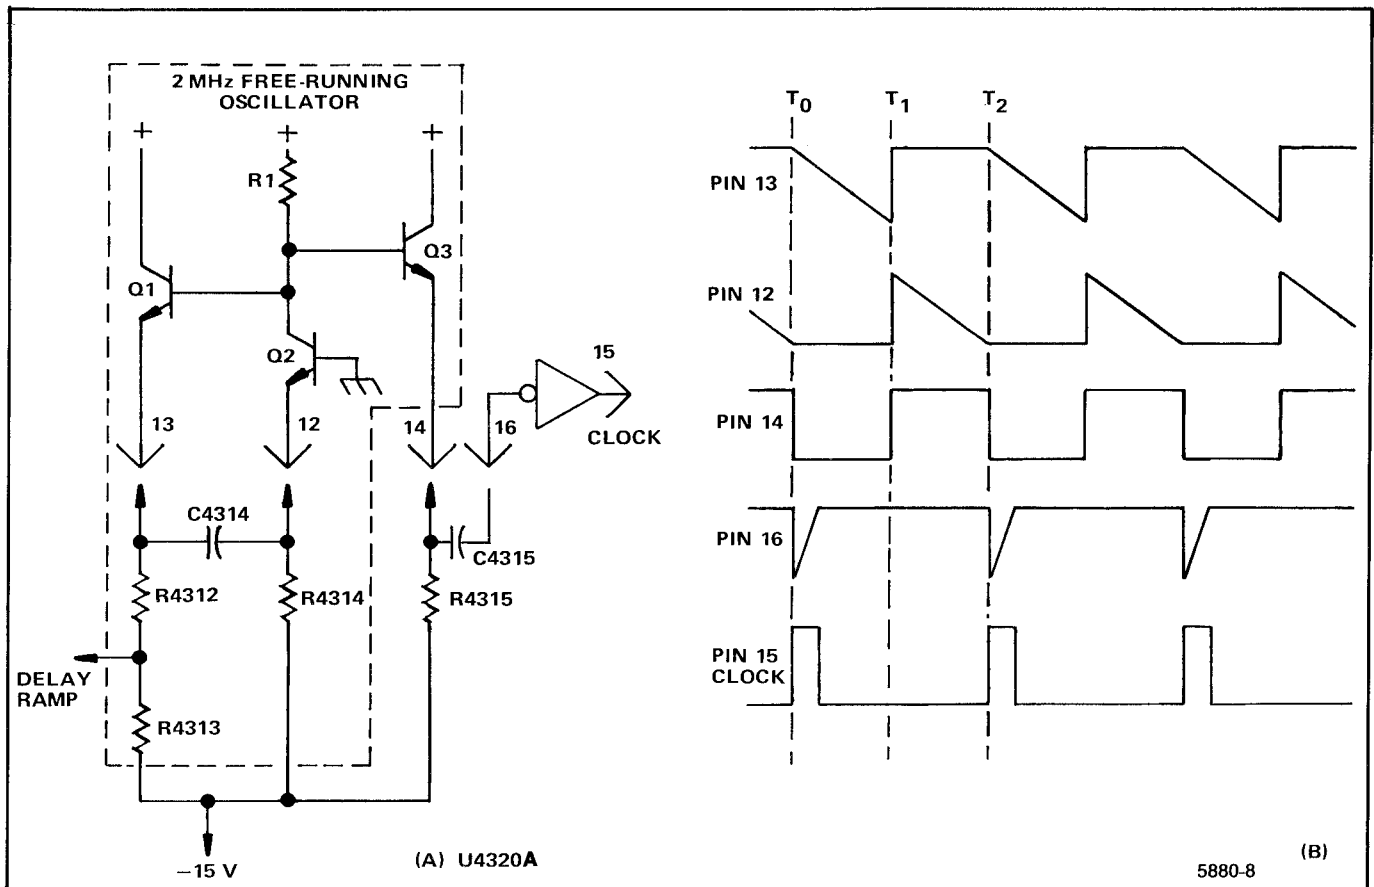 2 MHz FREE-RUNNING
OSCILLATOR
+
+
+
R1
Q1
Q2
Q3
15
CLOCK
13
12
14
16
C4314
C4315
R4312
R4314
R4315
DELAY
RAMP
R4313
−15 V
(A) U4320A
T0
T1
T2
PIN 13
PIN 12
PIN 14
PIN 16
PIN 15
CLOCK
(B)
5880-8